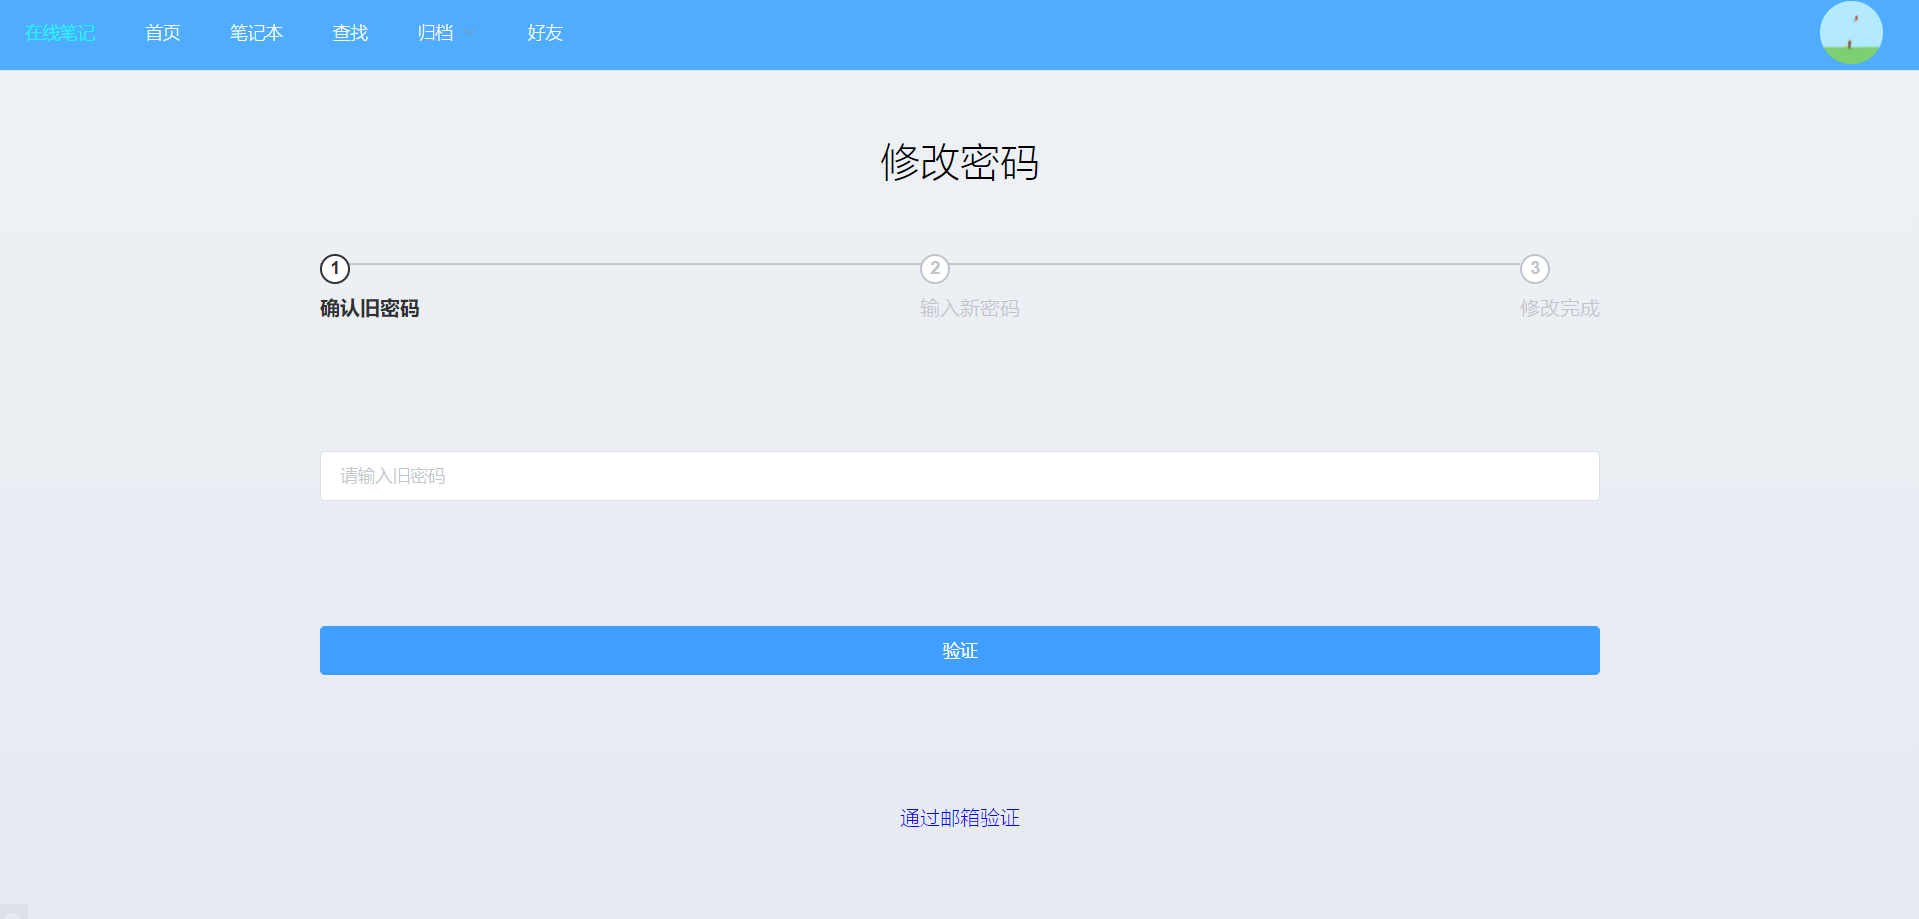 在线笔记 首页 笔记本 查找 归档 好友
修改密码
1 2 3
确认旧密码 输入新密码 修改完成
请输入旧密码
验证
通过邮箱验证